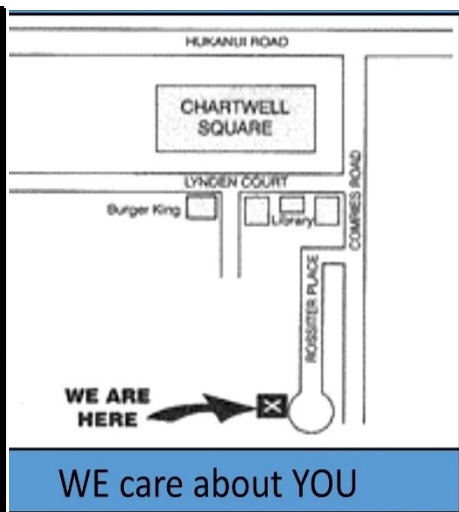 HUKANUI ROAD
CHARTWELL
SQUARE
LYNDEN COURT
Burger King
Library
COMRIES ROAD
ROSSITER PLACE
WE ARE
HERE
X
WE care about YOU